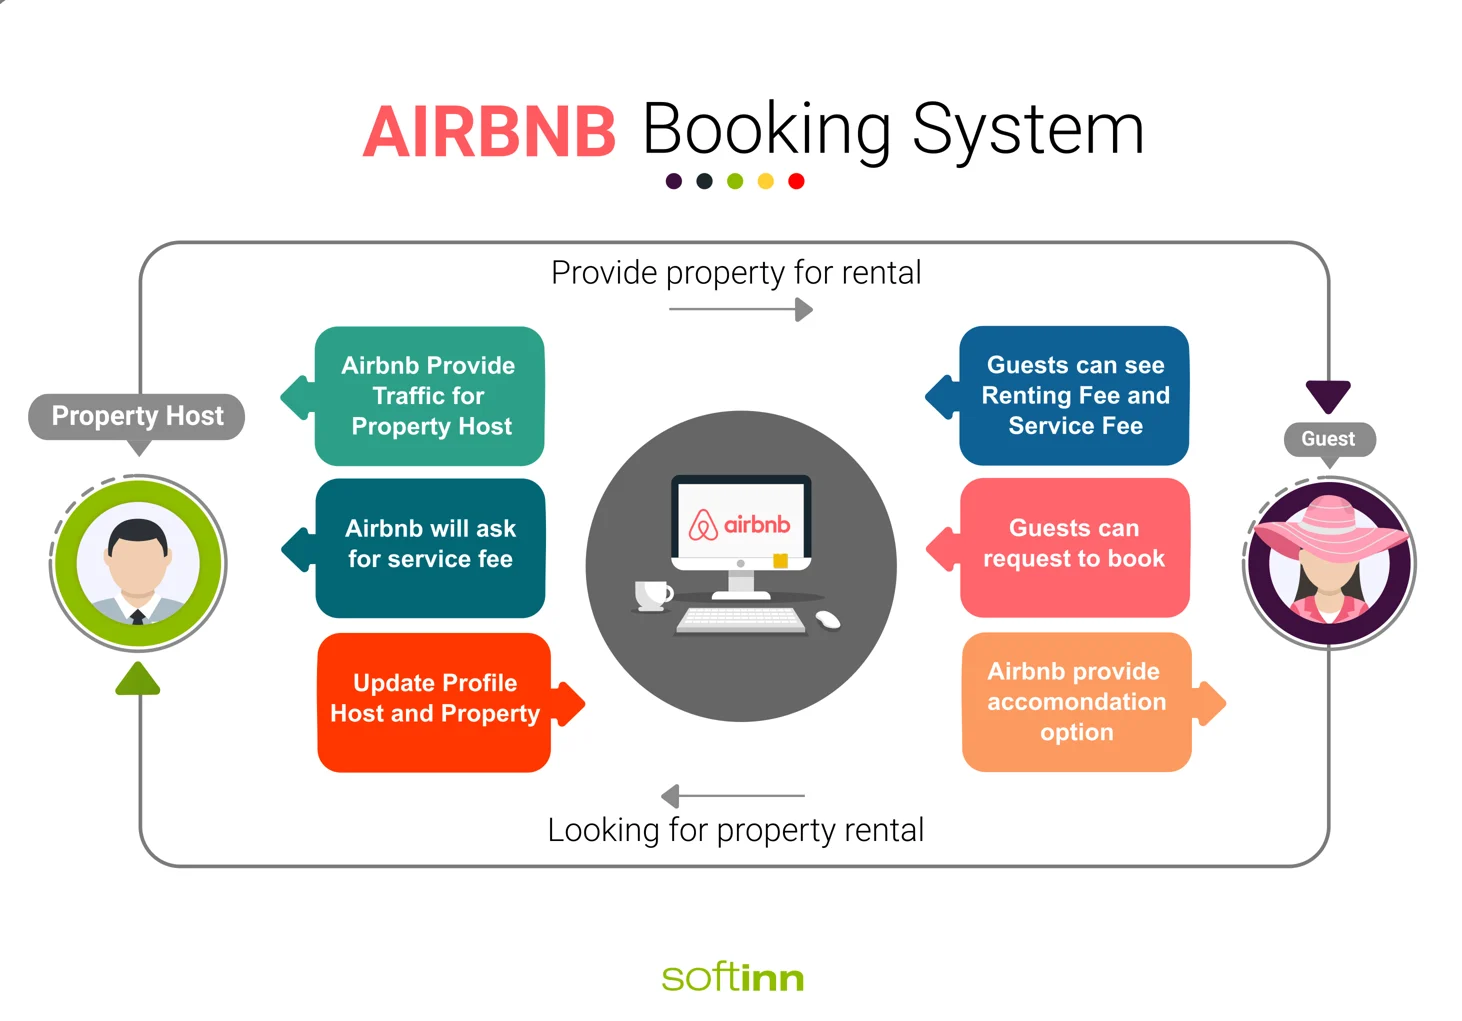 AIRBNB Booking System
Provide property for rental
Property Host
Airbnb Provide
Traffic for
Property Host
Airbnb will ask
for service fee
Update Profile
Host and Property
airbnb
Guests can see
Renting Fee and
Service Fee
Guests can
request to book
Airbnb provide
accomondation
option
Guest
Looking for property rental
softinn